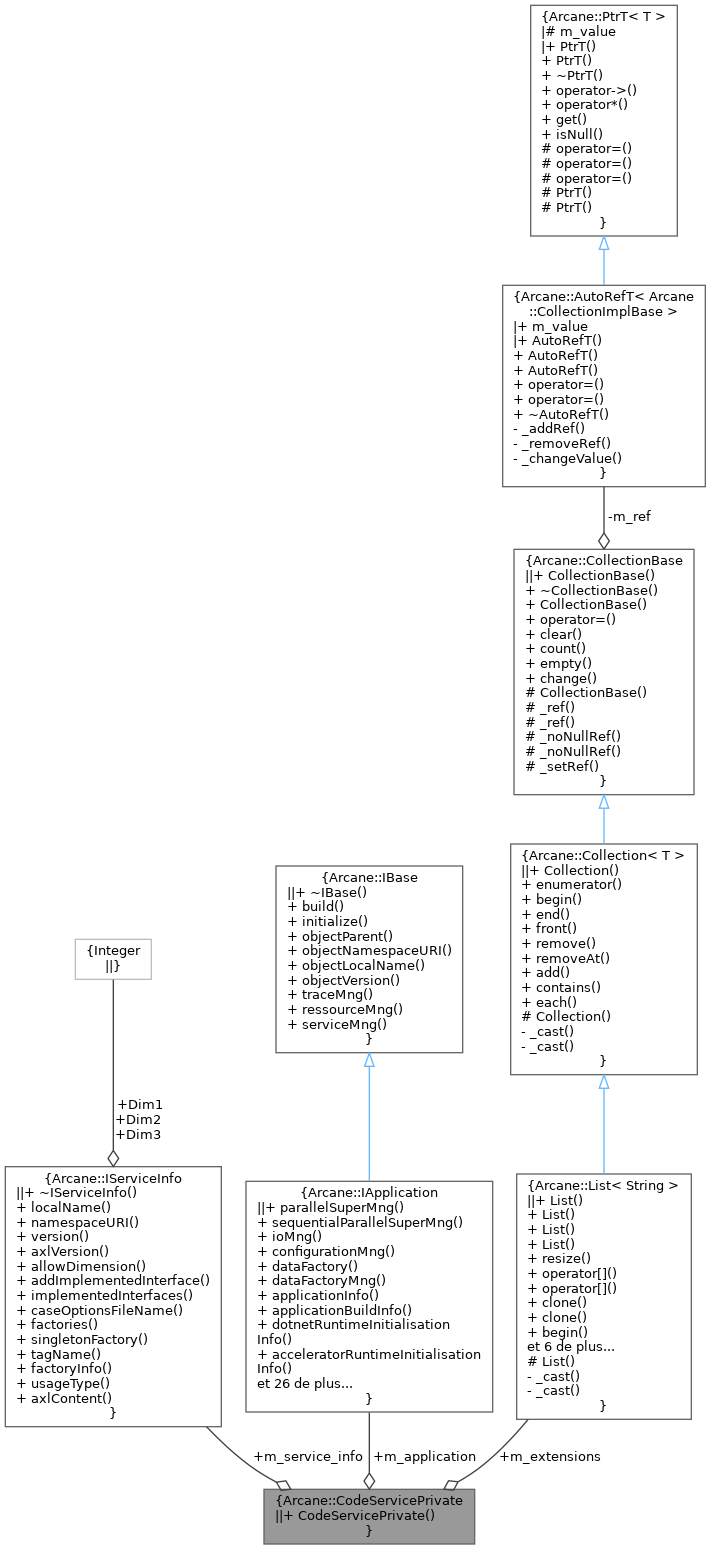 {Arcane::PtrT< T >
|# m_value
|+ PtrT()
+ PtrT()
+ ~PtrT()
+ operator->()
+ operator*()
+ get()
+ isNull()
# operator=()
# operator=()
# operator=()
# PtrT()
# PtrT()
}
{Arcane::AutoRefT< Arcane
::CollectionImplBase >
|+ m_value
|+ AutoRefT()
+ AutoRefT()
+ AutoRefT()
+ operator=()
+ operator=()
+ ~AutoRefT()
- _addRef()
- _removeRef()
- _changeValue()
}
-m_ref
{Arcane::CollectionBase
||+ CollectionBase()
+ ~CollectionBase()
+ CollectionBase()
+ operator=()
+ clear()
+ count()
+ empty()
+ change()
# CollectionBase()
# _ref()
# _ref()
# _noNullRef()
# _noNullRef()
# _setRef()
}
{Arcane::Collection< T >
||+ Collection()
+ enumerator()
+ begin()
+ end()
+ front()
+ remove()
+ removeAt()
+ add()
+ contains()
+ each()
# Collection()
- _cast()
- _cast()
}
{Arcane::IBase
||+ ~IBase()
+ build()
+ initialize()
+ objectParent()
+ objectNamespaceURI()
+ objectLocalName()
+ objectVersion()
+ traceMng()
+ ressourceMng()
+ serviceMng()
}
{Integer
||}
+Dim1
+Dim2
+Dim3
{Arcane::IServiceInfo
||+ ~IServiceInfo()
+ localName()
+ namespaceURI()
+ version()
+ axlVersion()
+ allowDimension()
+ addImplementedInterface()
+ implementedInterfaces()
+ caseOptionsFileName()
+ factories()
+ singletonFactory()
+ tagName()
+ factoryInfo()
+ usageType()
+ axlContent()
}
{Arcane::IApplication
||+ parallelSuperMng()
+ sequentialParallelSuperMng()
+ ioMng()
+ configurationMng()
+ dataFactory()
+ dataFactoryMng()
+ applicationInfo()
+ applicationBuildInfo()
+ dotnetRuntimeInitialisation
Info()
+ acceleratorRuntimeInitialisation
Info()
et 26 de plus...
}
{Arcane::List< String >
||+ List()
+ List()
+ List()
+ List()
+ resize()
+ operator[]()
+ operator[]()
+ clone()
+ clone()
+ begin()
et 6 de plus...
# List()
- _cast()
- _cast()
}
+m_service_info
+m_application
+m_extensions
{Arcane::CodeServicePrivate
||+ CodeServicePrivate()
}